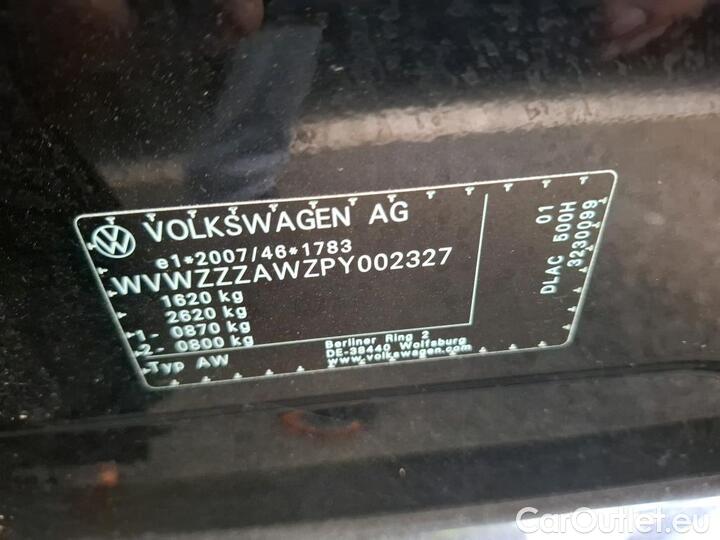 VOLKSWAGEN AG
e1*2007/46*1783
WVWZZZAWZPY002327
1620 kg
2620 kg
1- 0870 kg
2- 0800 kg
Typ AW
Berliner Ring 2
DE-38440 Wolfsburg
www.volkswagen.com
01
DLAC 500H
3230099
CarOutlet.eu